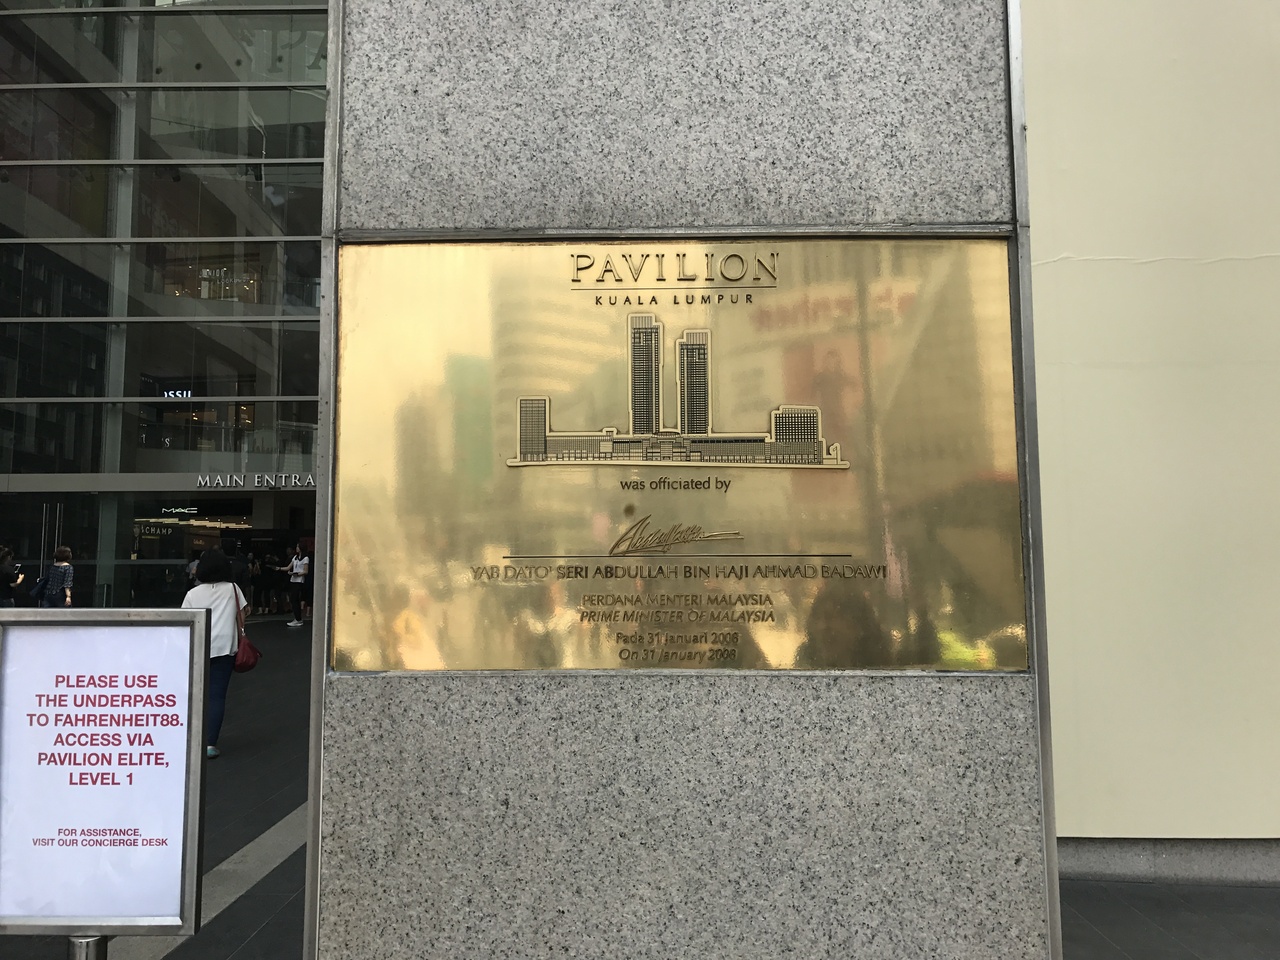 PAVILION
KUALA LUMPUR
was officiated by
YAB DATO' SERI ABDULLAH BIN HAJI AHMAD BADAWI
PERDANA MENTERI MALAYSIA
PRIME MINISTER OF MALAYSIA
Pada 31 Januari 2008
On 31 January 2008
MAIN ENTRA
MAC
PLEASE USE
THE UNDERPASS
TO FAHRENHEIT88.
ACCESS VIA
PAVILION ELITE,
LEVEL 1
FOR ASSISTANCE,
VISIT OUR CONCIERGE DESK